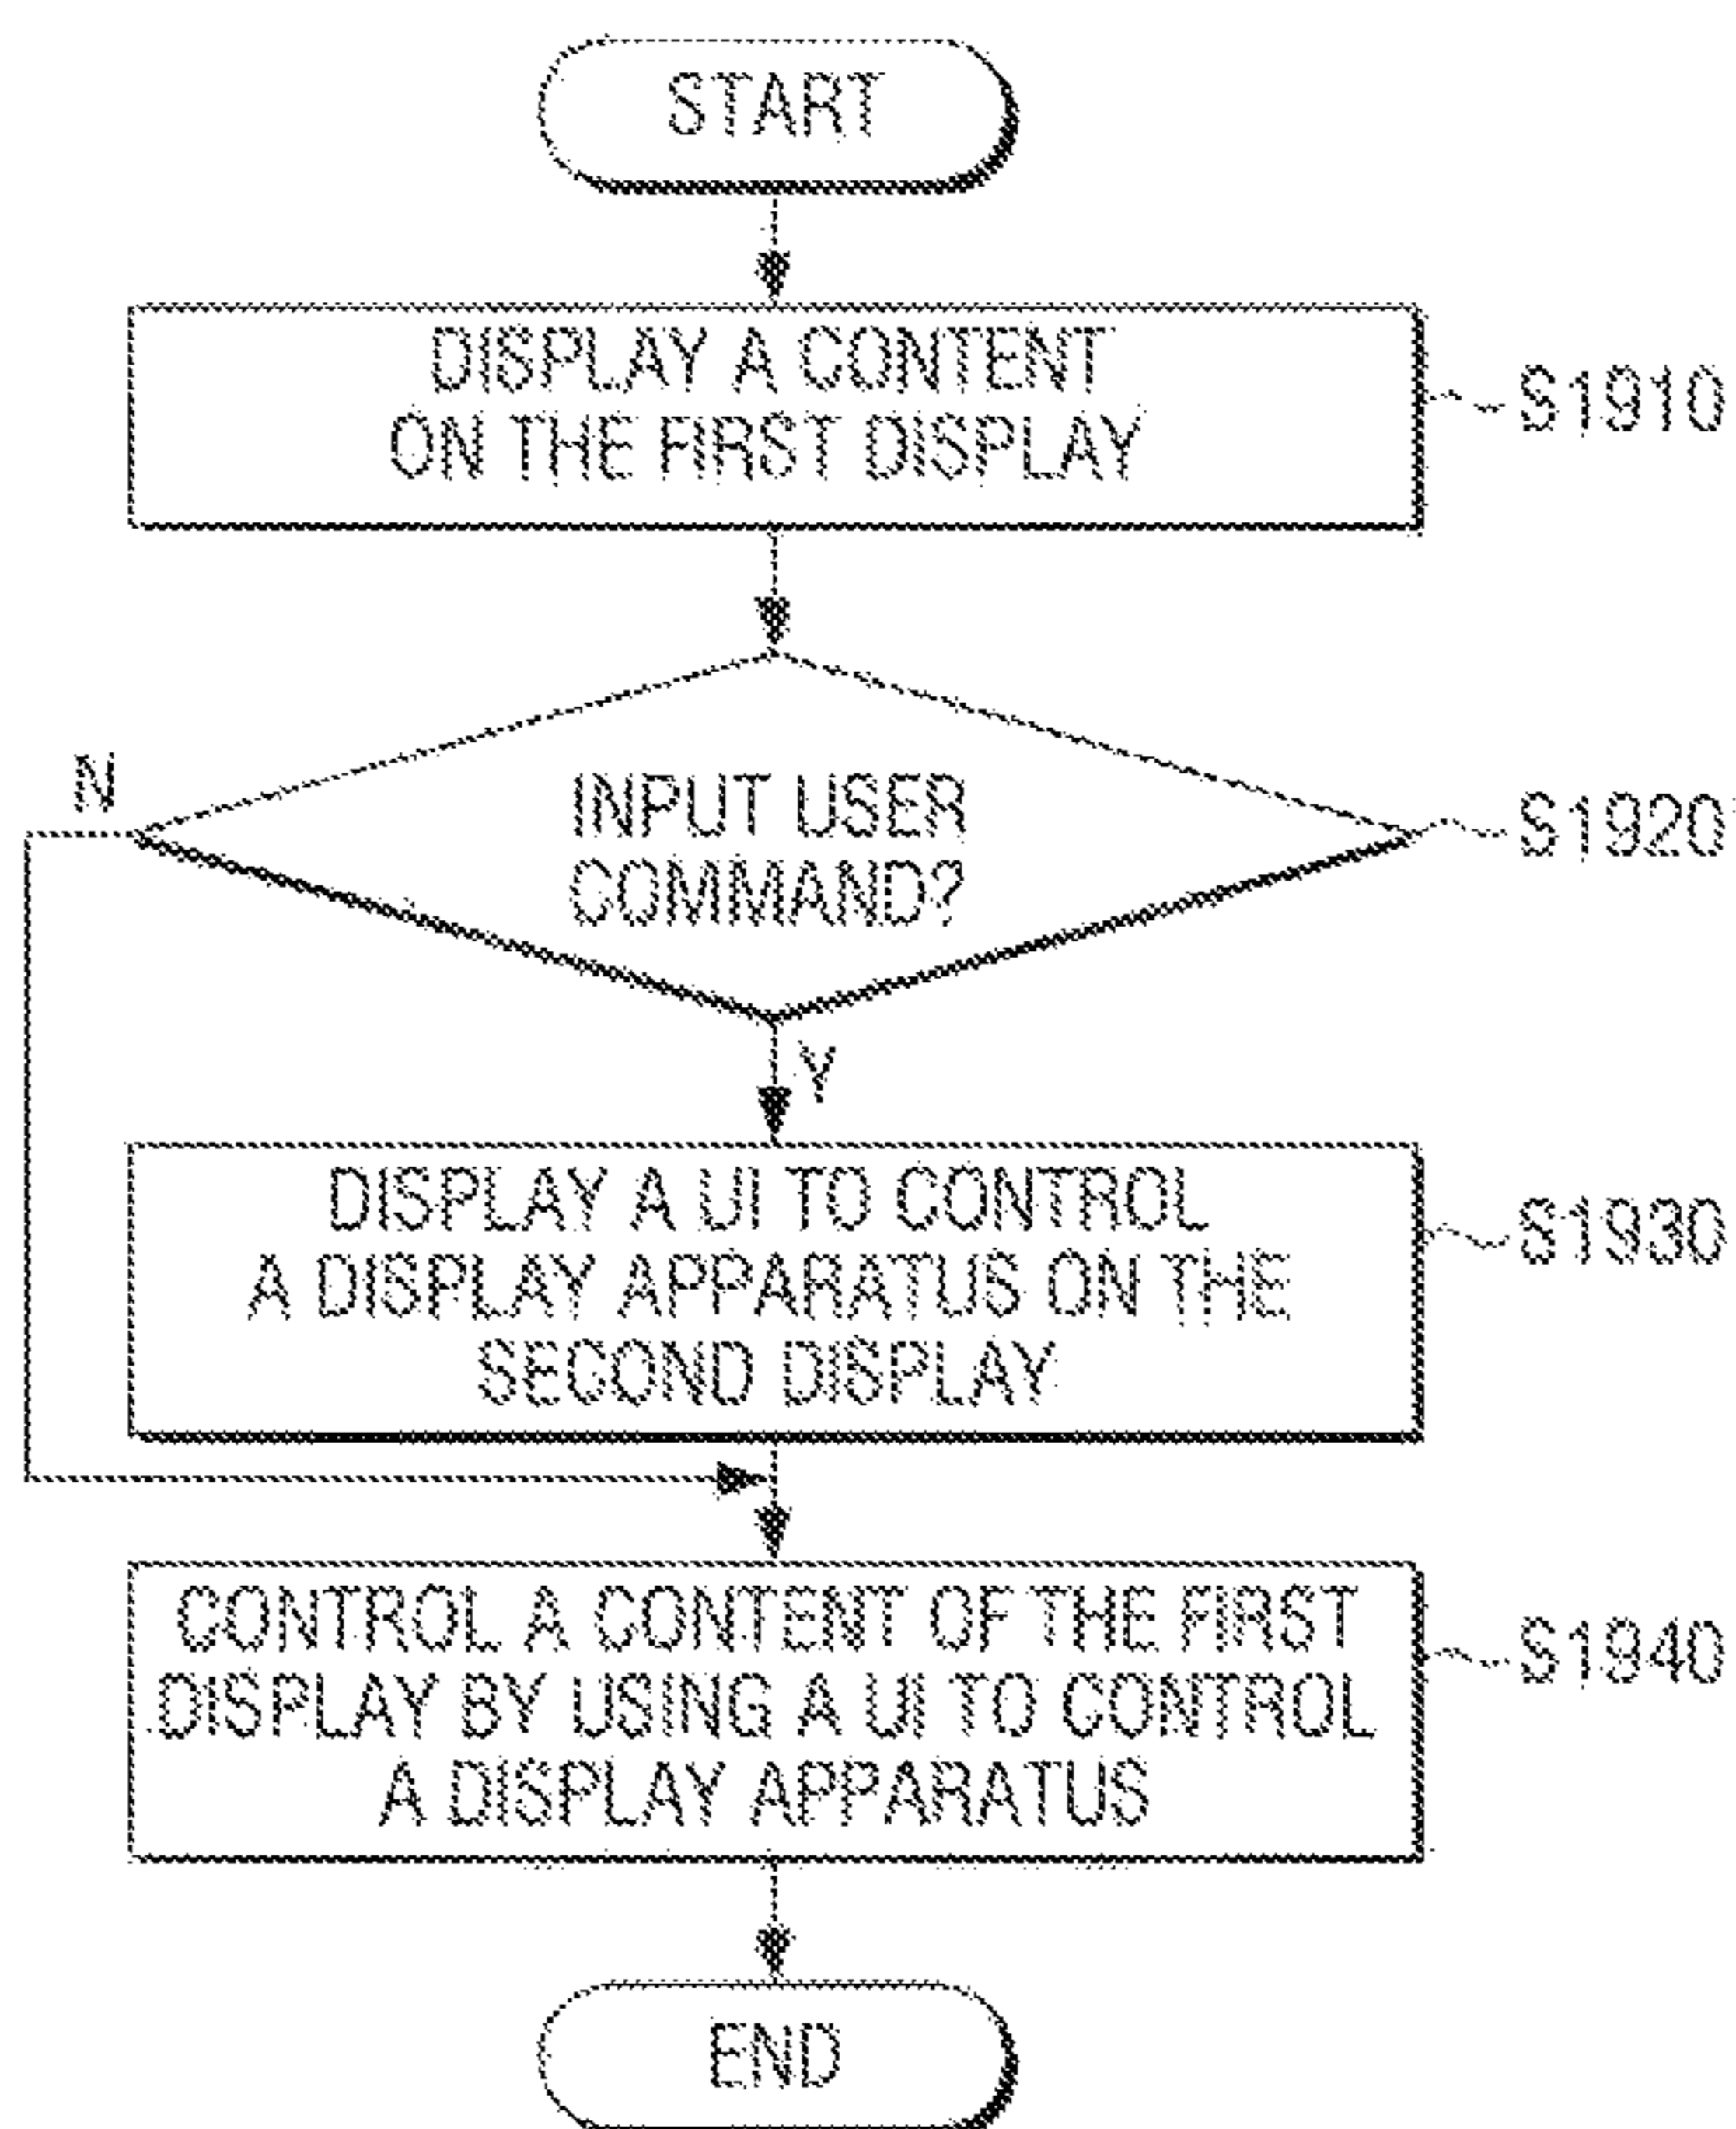 START
DISPLAY A CONTENT
ON THE FIRST DISPLAY
S1910
N
INPUT USER
COMMAND?
S1920
Y
DISPLAY A UI TO CONTROL
A DISPLAY APPARATUS ON THE
SECOND DISPLAY
S1930
CONTROL A CONTENT OF THE FIRST
DISPLAY BY USING A UI TO CONTROL
A DISPLAY APPARATUS
S1940
END